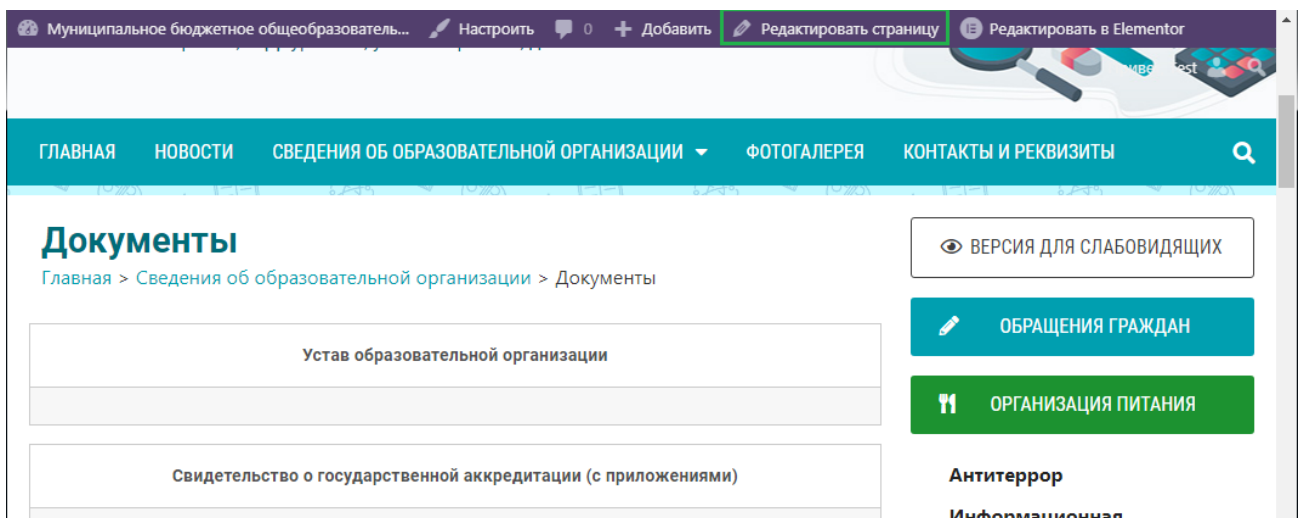 Муниципальное бюджетное общеобразователь... Настроить 0 Добавить Редактировать страницу Редактировать в Elementor
ГЛАВНАЯ НОВОСТИ СВЕДЕНИЯ ОБ ОБРАЗОВАТЕЛЬНОЙ ОРГАНИЗАЦИИ ФОТОГАЛЕРЕЯ КОНТАКТЫ И РЕКВИЗИТЫ
Документы
Главная > Сведения об образовательной организации > Документы
Устав образовательной организации
Свидетельство о государственной аккредитации (с приложениями)
ВЕРСИЯ ДЛЯ СЛАБОВИДЯЩИХ
ОБРАЩЕНИЯ ГРАЖДАН
ОРГАНИЗАЦИЯ ПИТАНИЯ
Антитеррор
Информационная